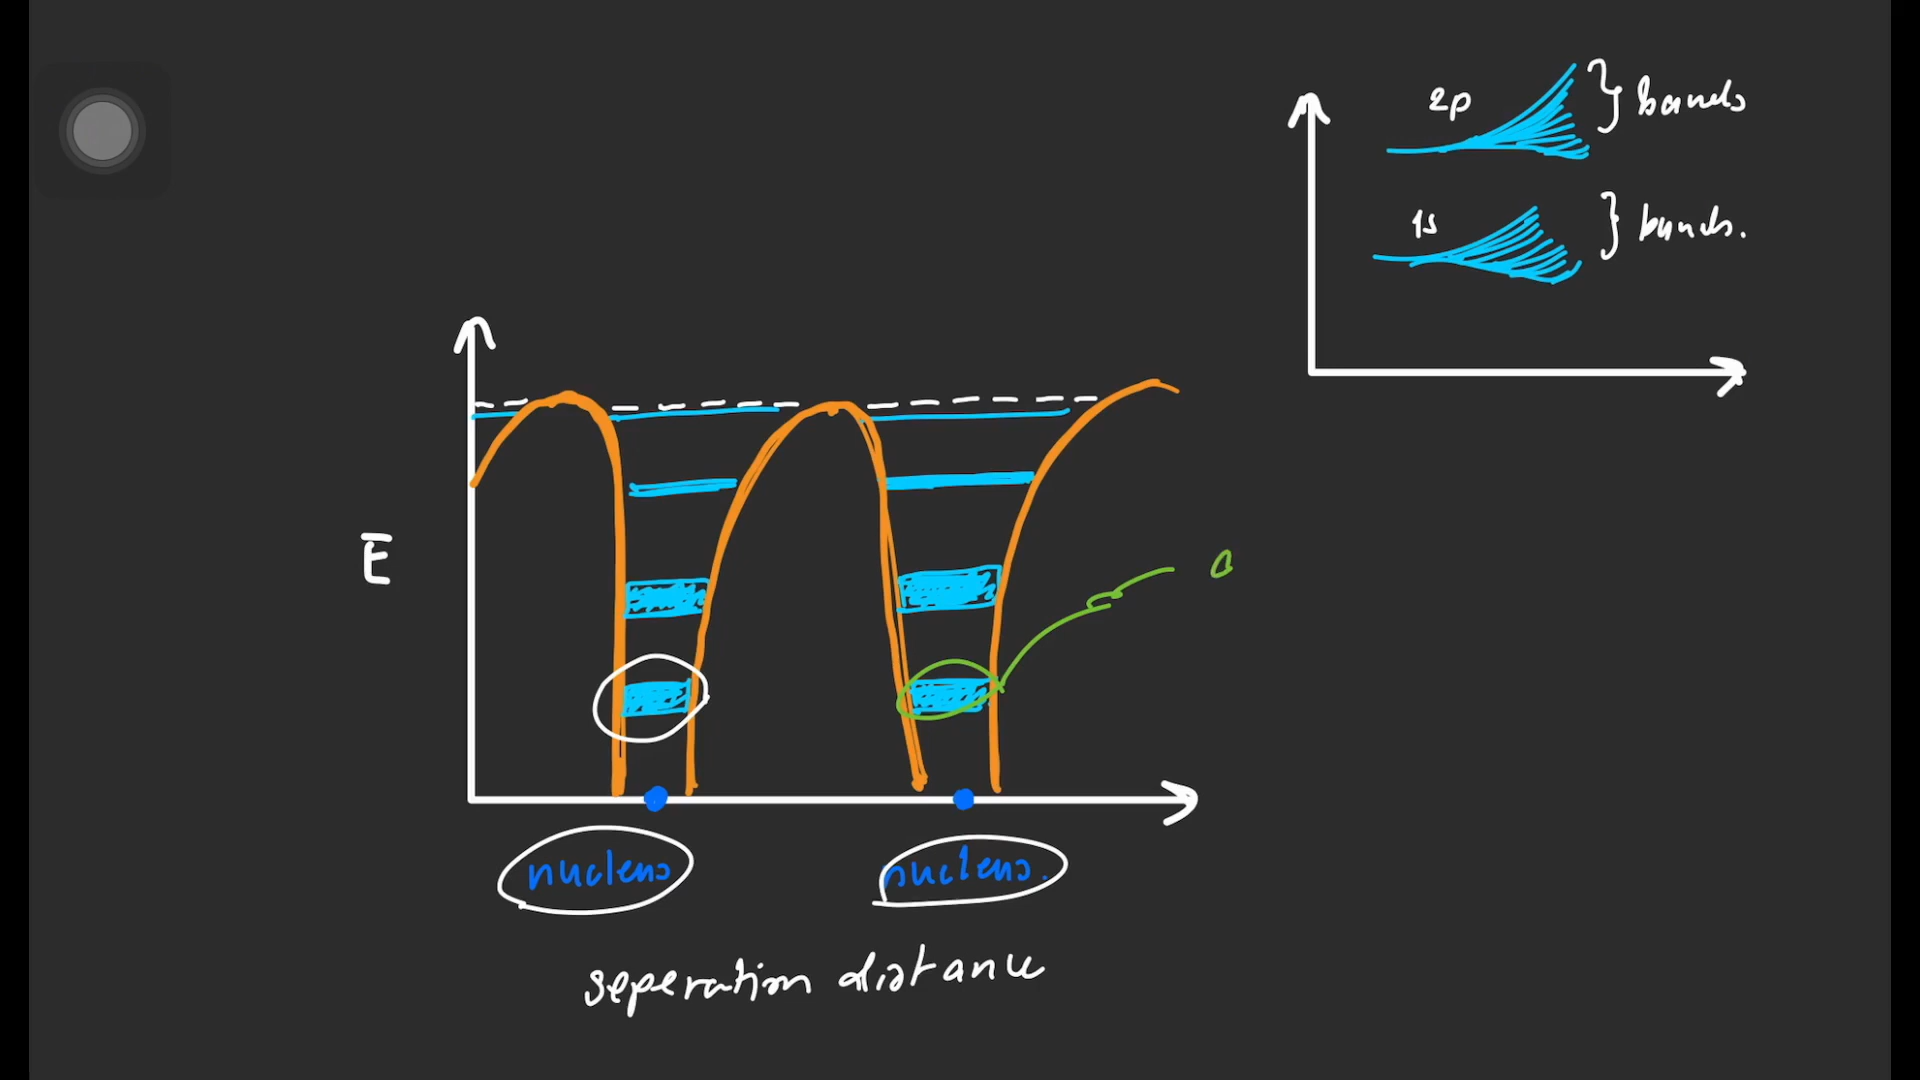 2p } bands
1s } bands.
E
nucleus nucleus.
seperation distance